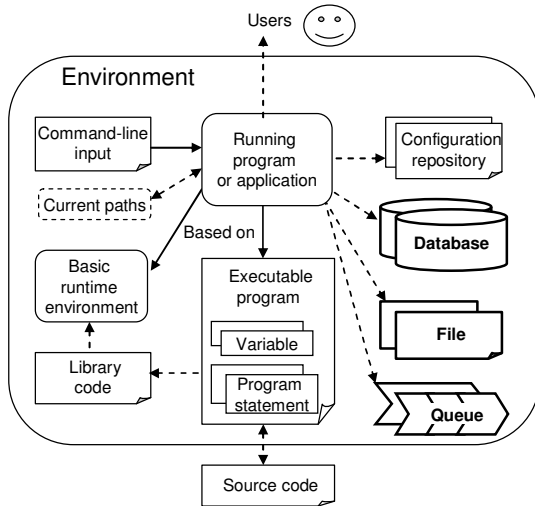 Users
Environment
Command-line
input
Running
program
or application
Configuration
repository
Current paths
Based on
Database
Basic
runtime
environment
Executable
program
Variable
File
Library
code
Program
statement
Queue
Source code